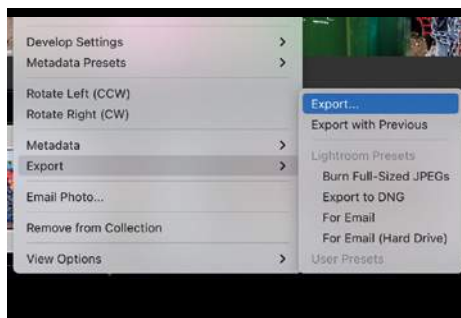 Develop Settings
Metadata Presets
Rotate Left (CCW)
Rotate Right (CW)
Metadata
Export
Email Photo...
Remove from Collection
View Options
Export...
Export with Previous
Lightroom Presets
Burn Full-Sized JPEGs
Export to DNG
For Email
For Email (Hard Drive)
User Presets